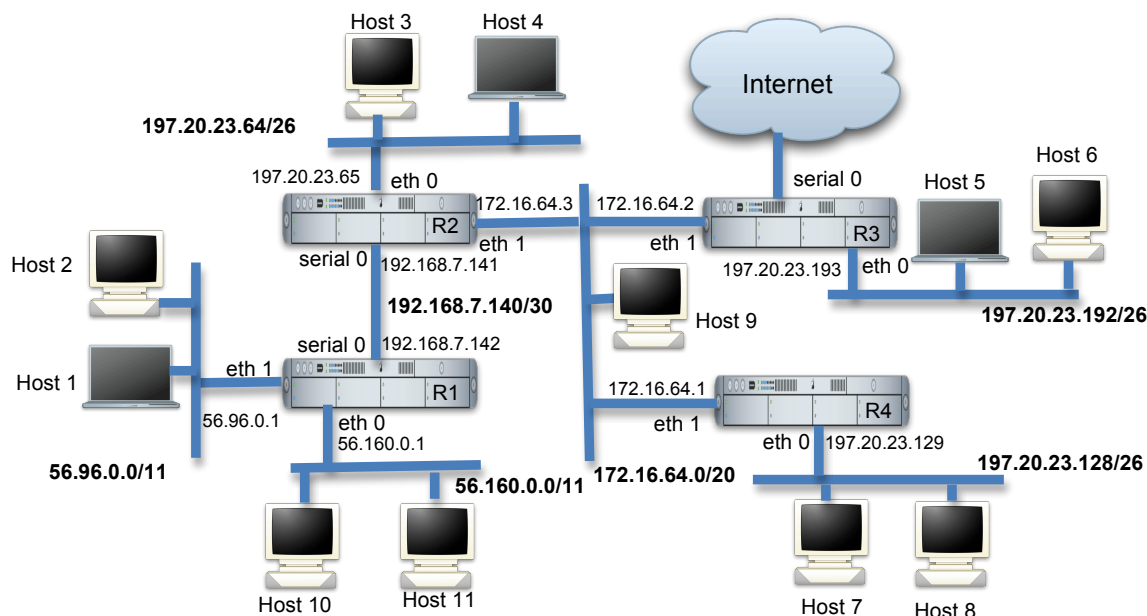 Host 3
Host 4
Internet
197.20.23.64/26
Host 6
197.20.23.65
eth 0
serial 0
Host 5
172.16.64.3
172.16.64.2
R2
R3
Host 2
eth 1
eth 1
serial 0
192.168.7.141
197.20.23.193
eth 0
192.168.7.140/30
Host 9
197.20.23.192/26
serial 0
192.168.7.142
Host 1
eth 1
R1
172.16.64.1
R4
56.96.0.1
eth 0
eth 1
56.160.0.1
eth 0
197.20.23.129
56.96.0.0/11
56.160.0.0/11
172.16.64.0/20
197.20.23.128/26
Host 10
Host 11
Host 7
Host 8